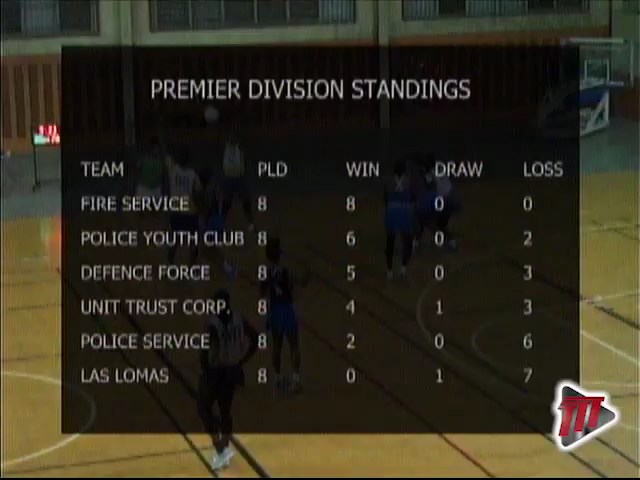 PREMIER DIVISION STANDINGS
TEAM PLD WIN DRAW LOSS
FIRE SERVICE 8 8 0 0
POLICE YOUTH CLUB 8 6 0 2
DEFENCE FORCE 8 5 0 3
UNIT TRUST CORP. 8 4 1 3
POLICE SERVICE 8 2 0 6
LAS LOMAS 8 0 1 7